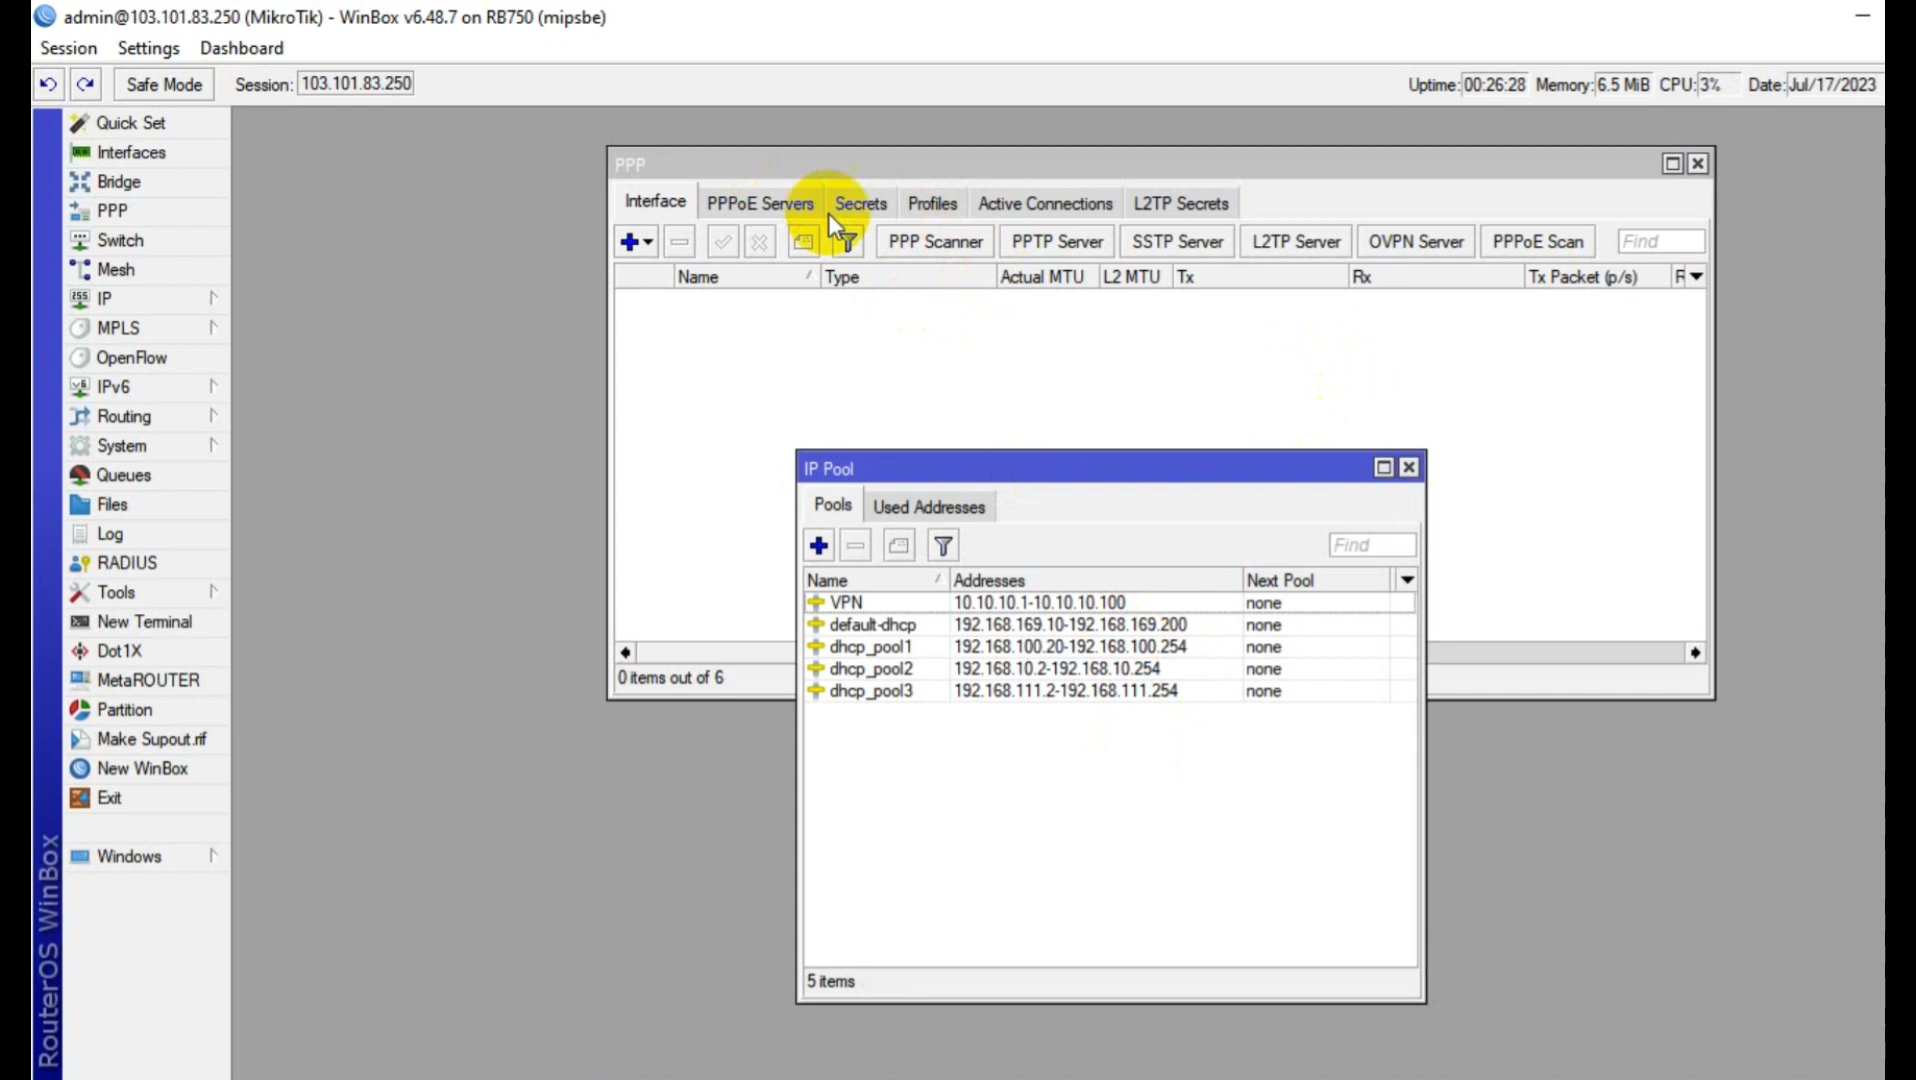 admin@103.101.83.250 (MikroTik) - WinBox v6.48.7 on RB750 (mipsbe)
Session Settings Dashboard
Safe Mode Session: 103.101.83.250 Uptime: 00:26:28 Memory: 6.5 MiB CPU: 3% Date: Jul/17/2023
Quick Set
Interfaces
Bridge
PPP
Switch
Mesh
IP
MPLS
OpenFlow
IPv6
Routing
System
Queues
Files
Log
RADIUS
Tools
New Terminal
Dot1X
MetaROUTER
Partition
Make Supout.rif
New WinBox
Exit
Windows
RouterOS WinBox
PPP
Interface PPPoE Servers Secrets Profiles Active Connections L2TP Secrets
PPP Scanner PPTP Server SSTP Server L2TP Server OVPN Server PPPoE Scan Find
Name Type Actual MTU L2 MTU Tx Rx Tx Packet (p/s) R
0 items out of 6
IP Pool
Pools Used Addresses
Find
Name Addresses Next Pool
VPN 10.10.10.1-10.10.10.100 none
default-dhcp 192.168.169.10-192.168.169.200 none
dhcp_pool1 192.168.100.20-192.168.100.254 none
dhcp_pool2 192.168.10.2-192.168.10.254 none
dhcp_pool3 192.168.111.2-192.168.111.254 none
5 items